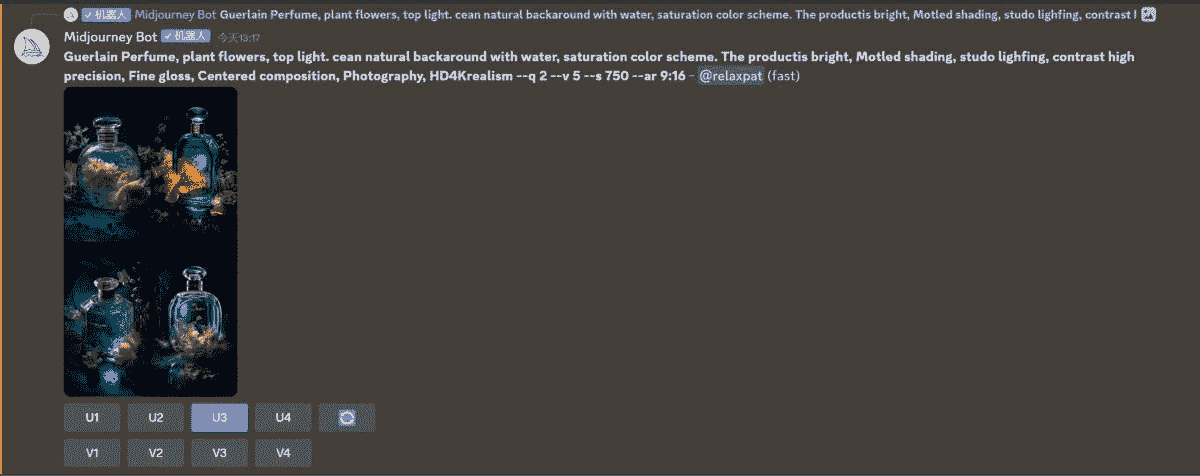 ✓机器人 Midjourney Bot Guerlain Perfume, plant flowers, top light. cean natural backaround with water, saturation color scheme. The productis bright, Motled shading, studo lighfing, contrast l
Midjourney Bot ✓机器人 今天13:17
Guerlain Perfume, plant flowers, top light. cean natural backaround with water, saturation color scheme. The productis bright, Motled shading, studo lighfing, contrast high
precision, Fine gloss, Centered composition, Photography, HD4Krealism --q 2 --v 5 --s 750 --ar 9:16 - @relaxpat (fast)
U1 U2 U3 U4
V1 V2 V3 V4